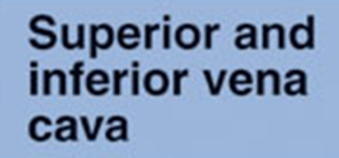 Superior and
inferior vena
cava